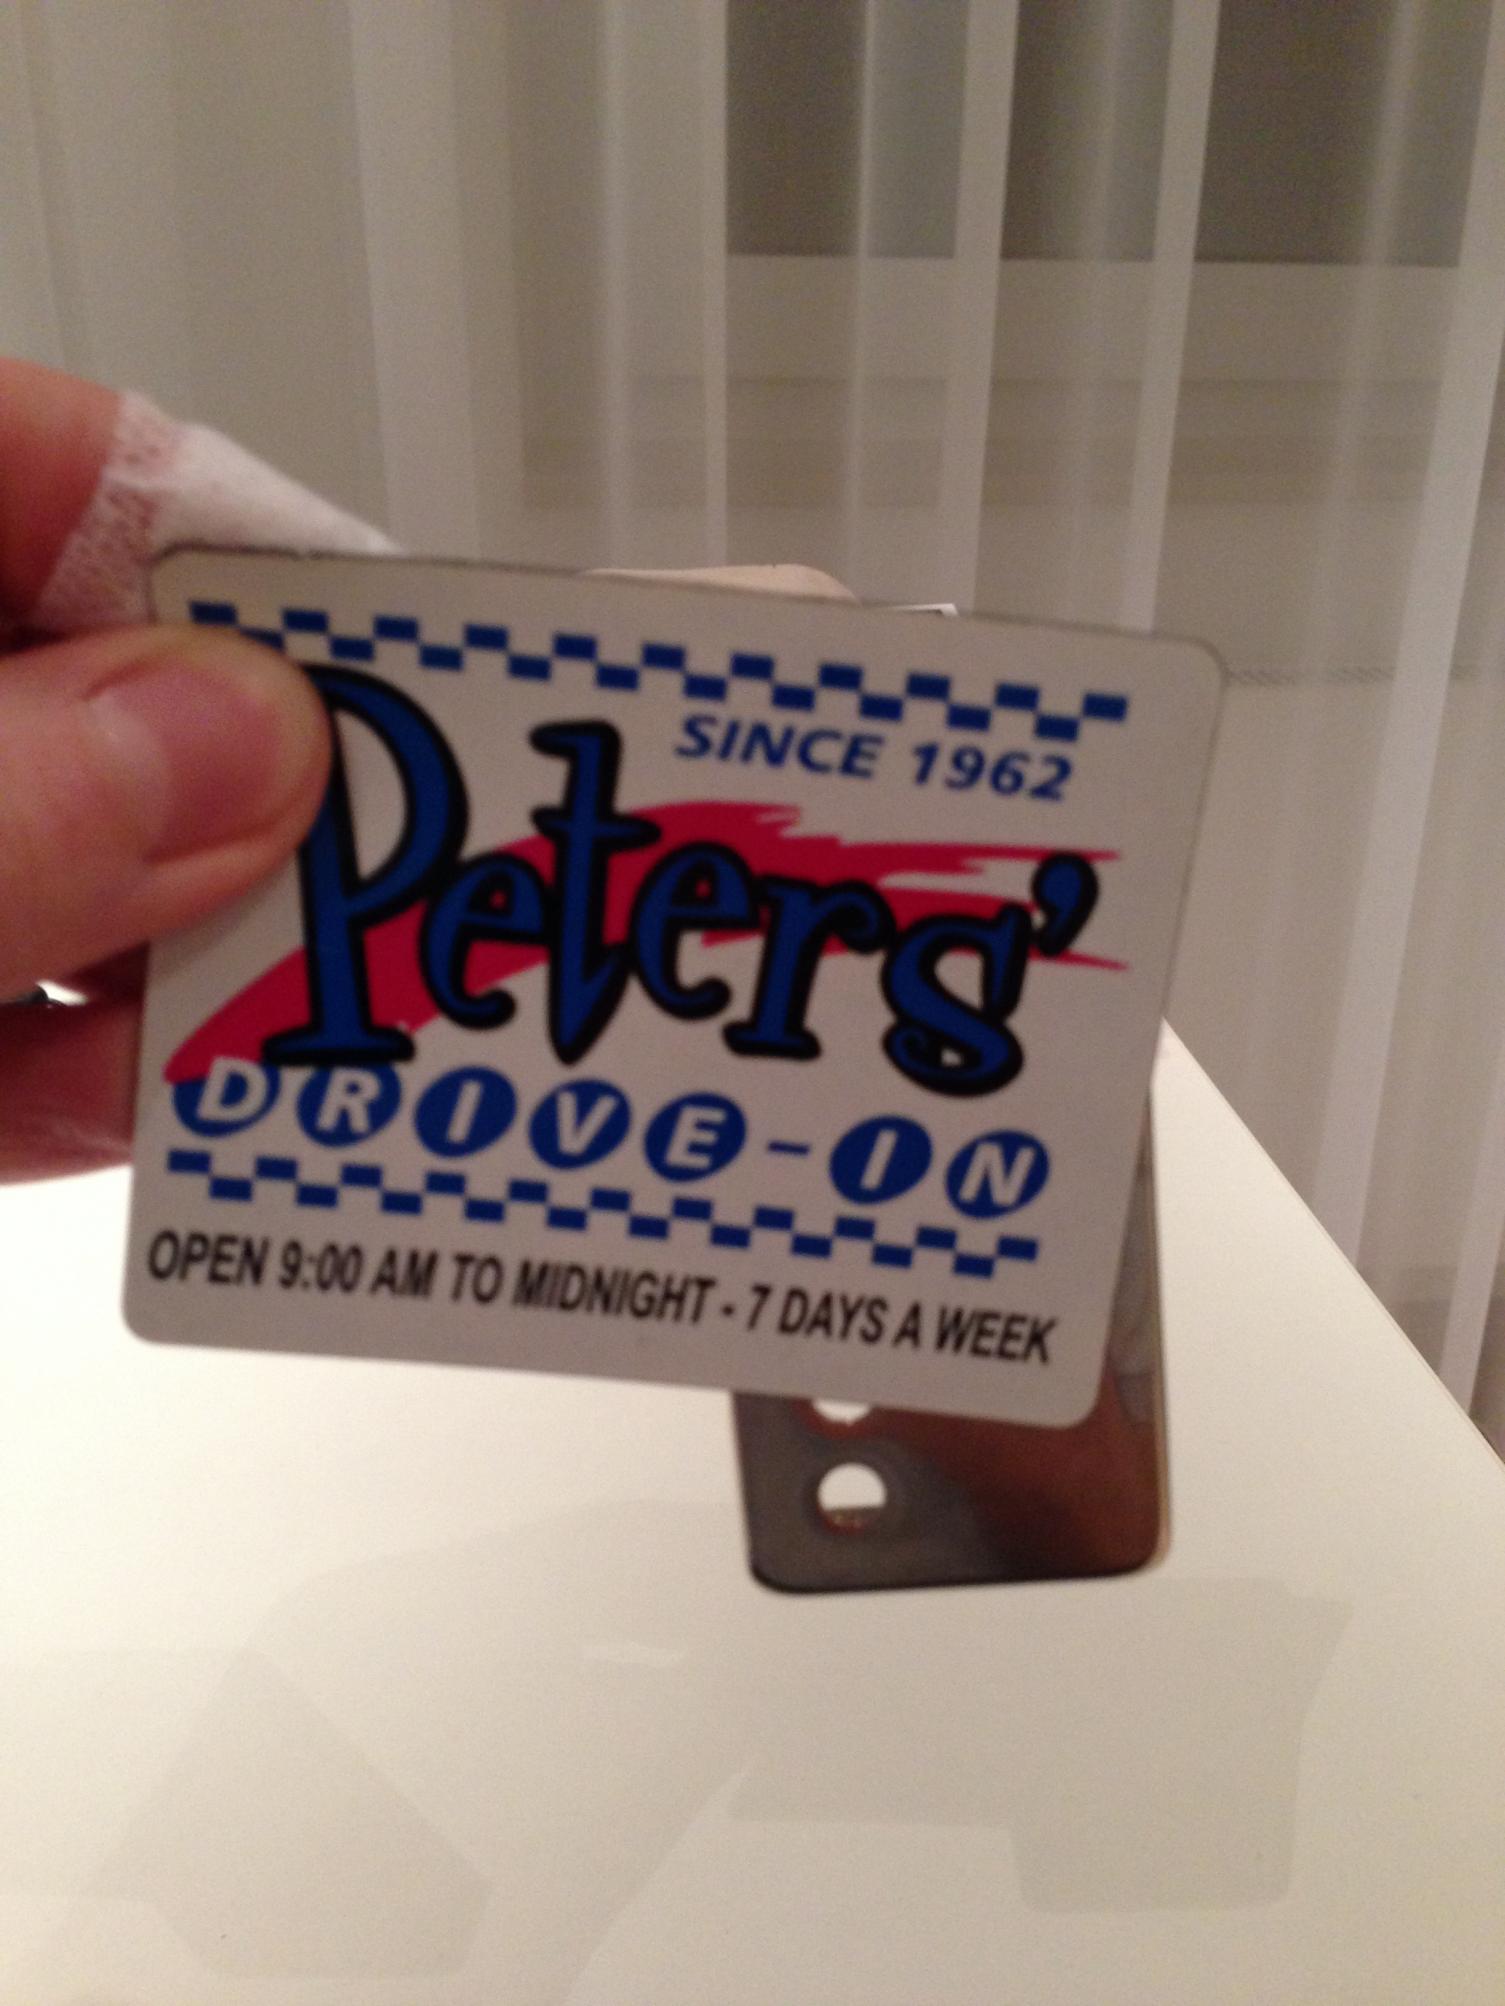 SINCE 1962
Peters'
DRIVE-IN
OPEN 9:00 AM TO MIDNIGHT - 7 DAYS A WEEK